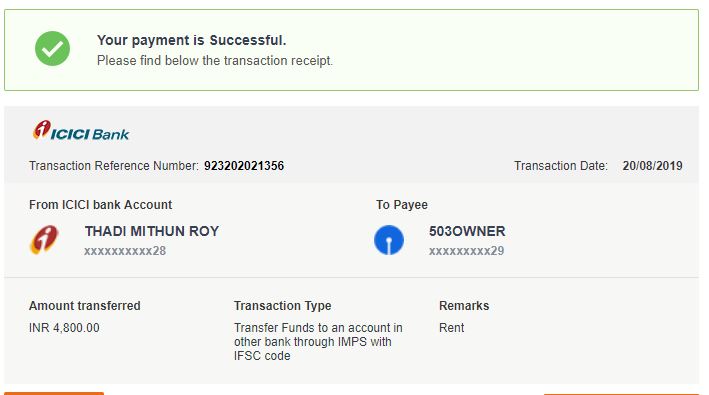 Your payment is Successful.
Please find below the transaction receipt.
ICICI Bank
Transaction Reference Number: 923202021356 Transaction Date: 20/08/2019
From ICICI bank Account To Payee
THADI MITHUN ROY 503OWNER
xxxxxxxxxx28 xxxxxxxxx29
Amount transferred Transaction Type Remarks
INR 4,800.00 Transfer Funds to an account in Rent
other bank through IMPS with
IFSC code